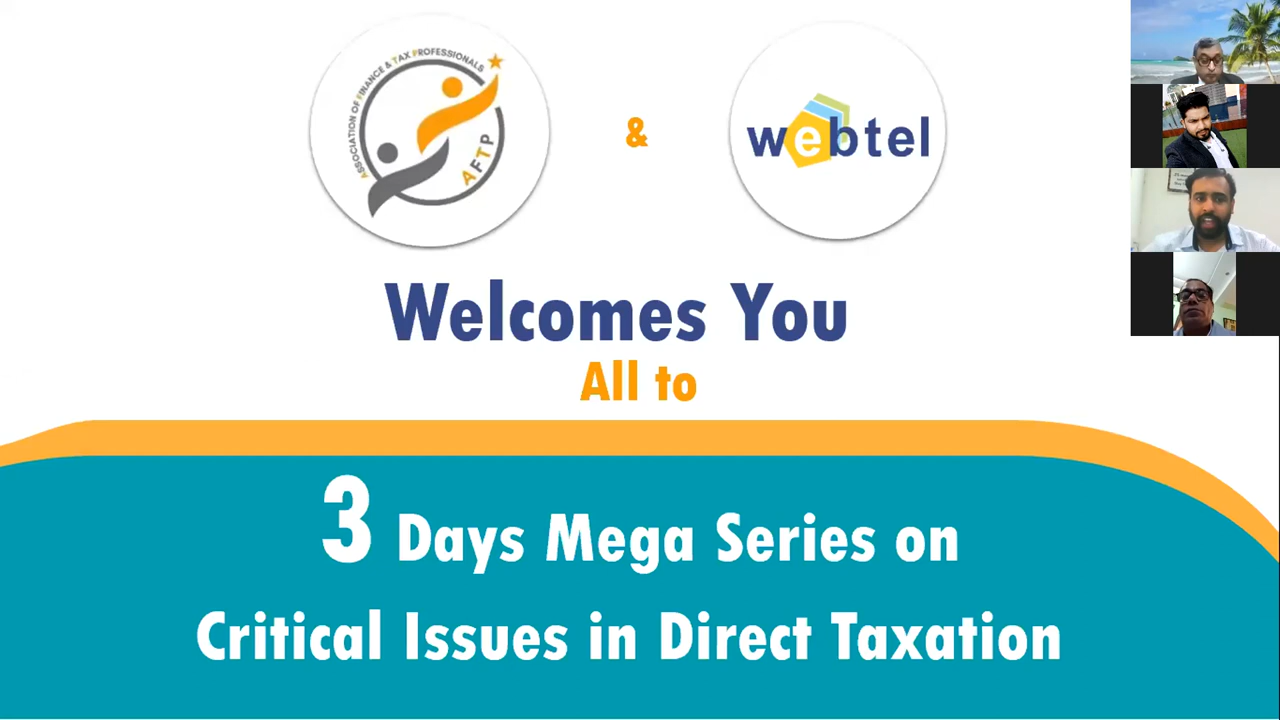 ASSOCIATION OF FINANCE & TAX PROFESSIONALS
AFTP
&
webtel
Welcomes You
All to
3 Days Mega Series on
Critical Issues in Direct Taxation